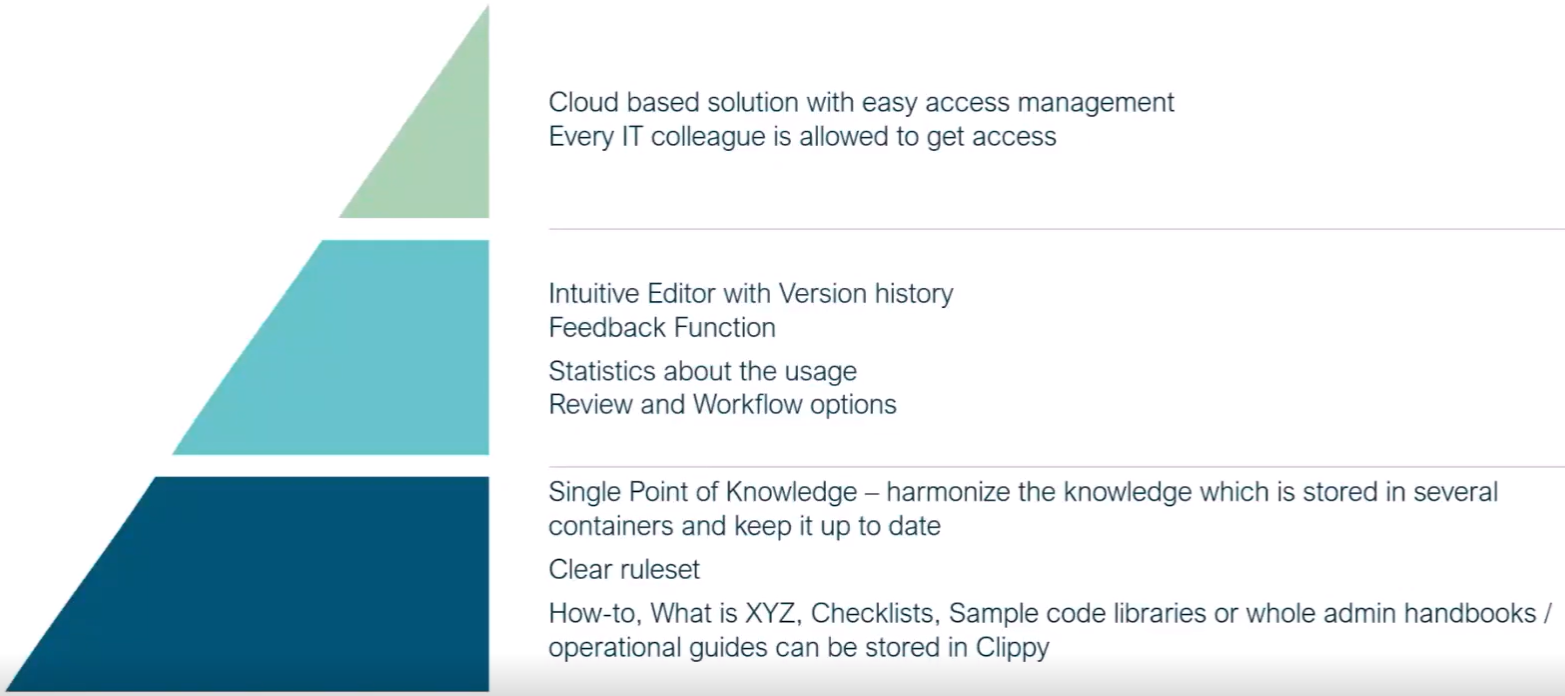 Cloud based solution with easy access management
Every IT colleague is allowed to get access
Intuitive Editor with Version history
Feedback Function
Statistics about the usage
Review and Workflow options
Single Point of Knowledge – harmonize the knowledge which is stored in several
containers and keep it up to date
Clear ruleset
How-to, What is XYZ, Checklists, Sample code libraries or whole admin handbooks /
operational guides can be stored in Clippy